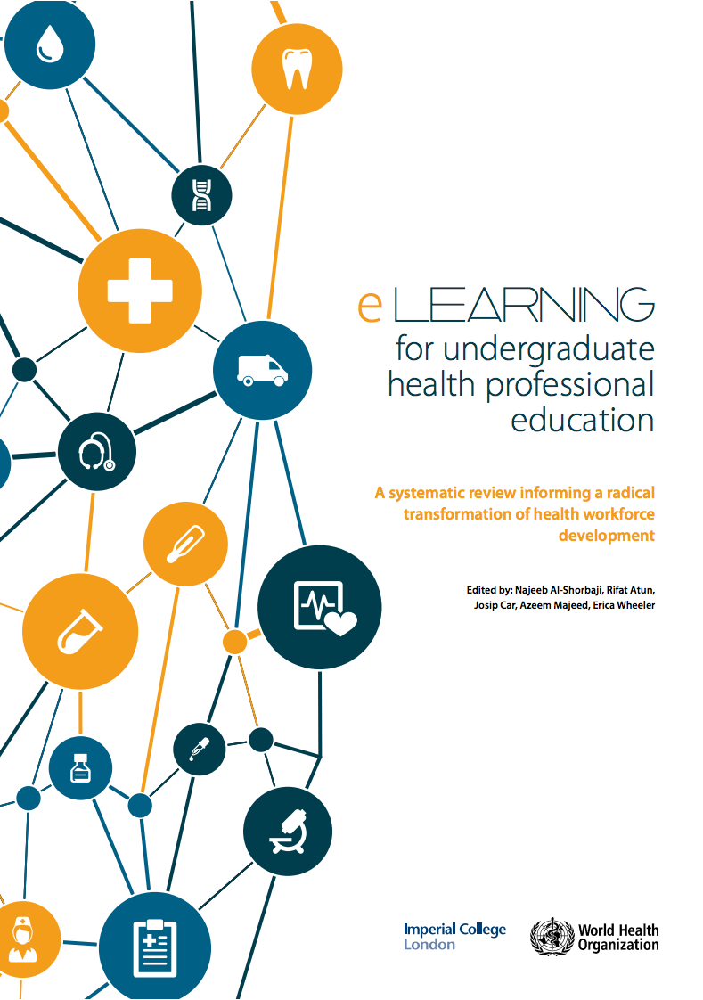 e LEARNING
for undergraduate
health professional
education
A systematic review informing a radical
transformation of health workforce
development
Edited by: Najeeb Al-Shorbaji, Rifat Atun,
Josip Car, Azeem Majeed, Erica Wheeler
Imperial College
London
World Health
Organization